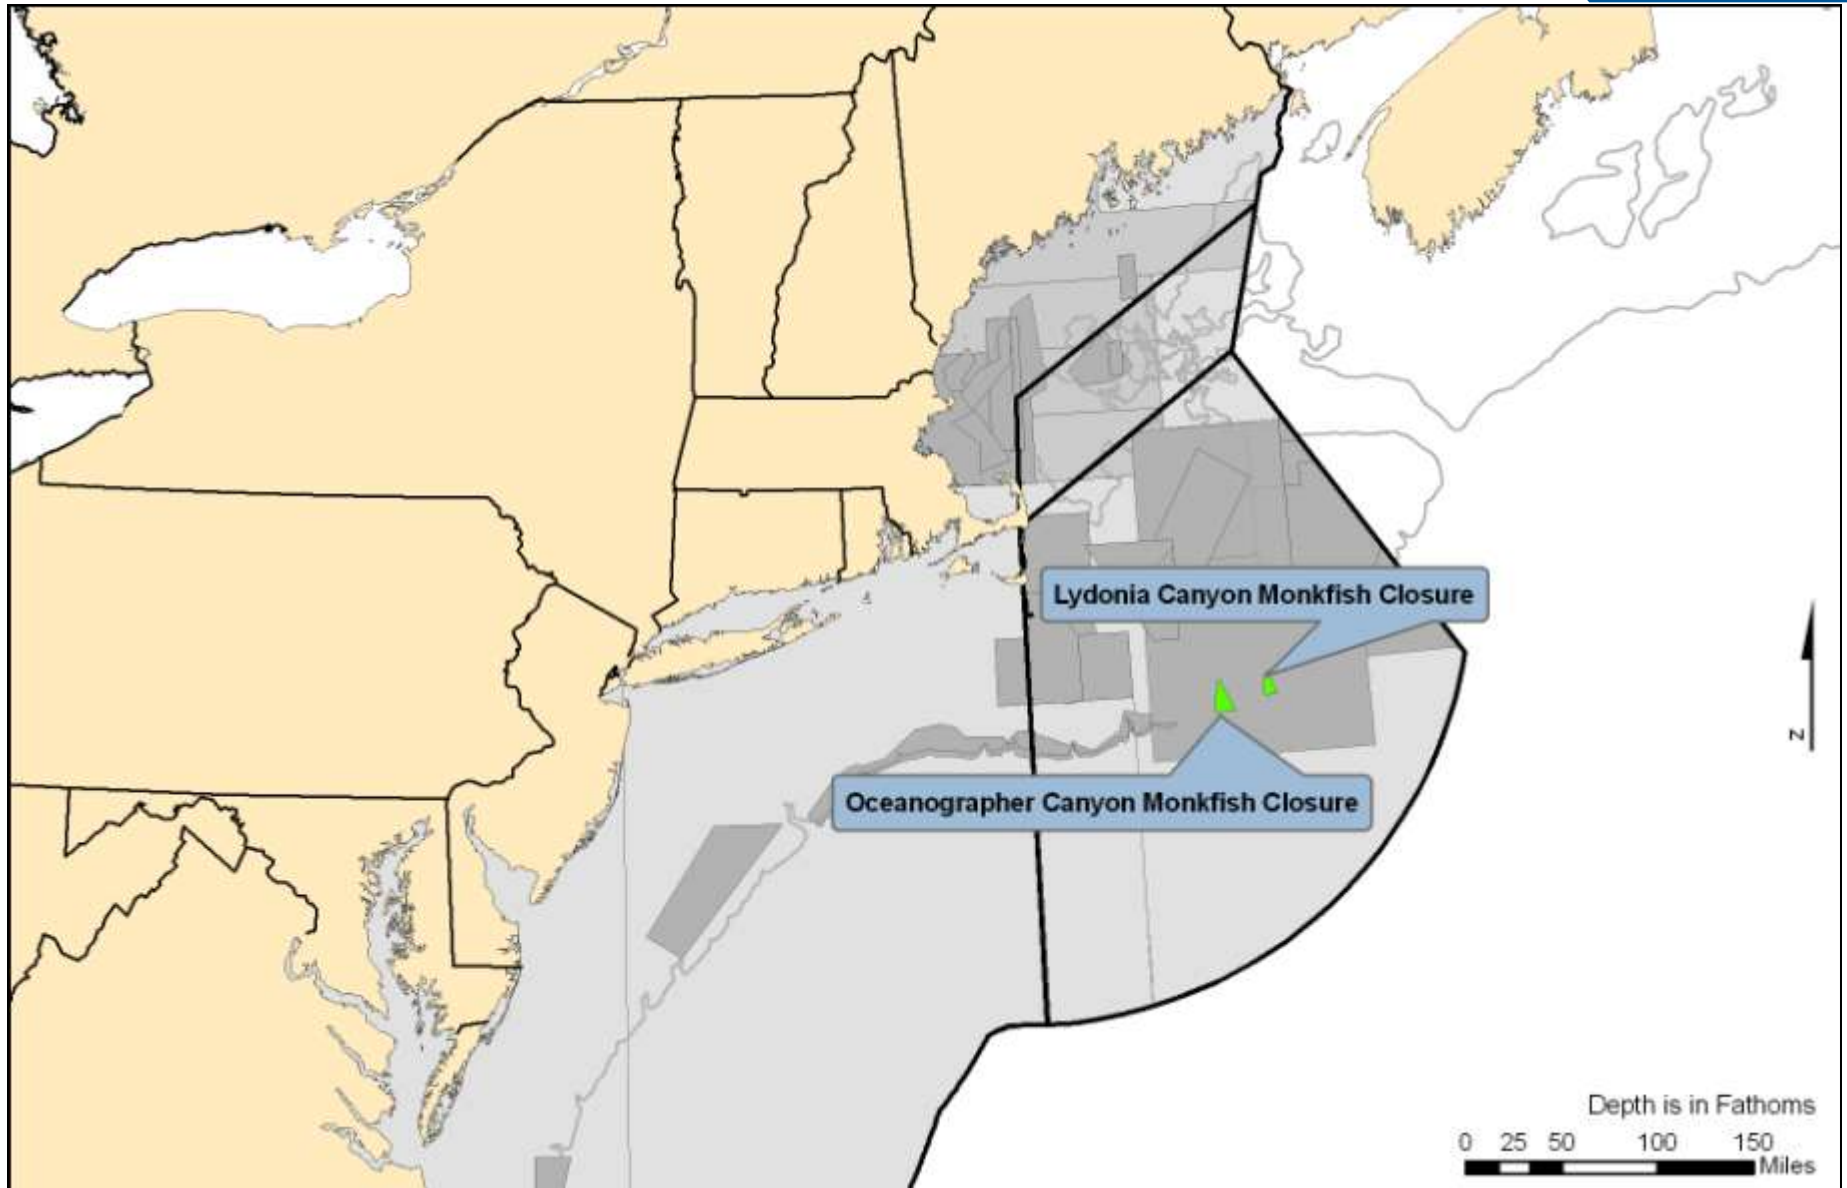 Lydonia Canyon Monkfish Closure
Oceanographer Canyon Monkfish Closure
N
Depth is in Fathoms
0 25 50 100 150
Miles